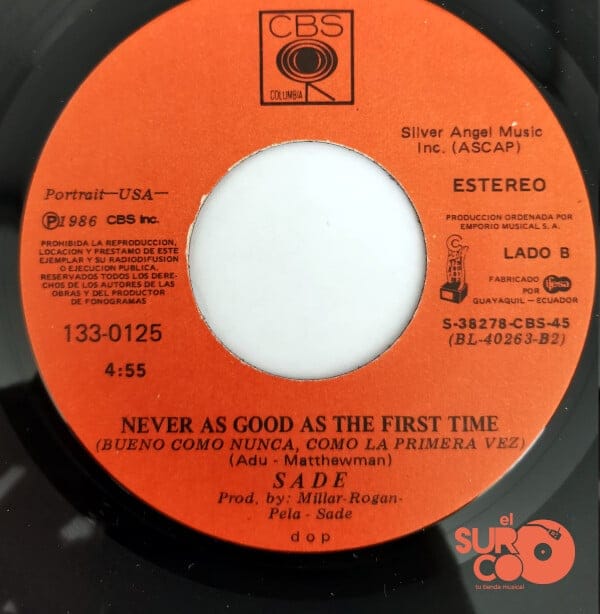 CBS
COLUMBIA
Silver Angel Music
Inc. (ASCAP)
Portrait—USA—
ESTEREO
Ⓟ1986 CBS Inc.
PRODUCCION ORDENADA POR
EMPORIO MUSICAL S. A.
PROHIBIDA LA REPRODUCCION,
LOCACION Y PRESTAMO DE ESTE
EJEMPLAR Y SU RADIODIFUSION
O EJECUCION PUBLICA,
RESERVADOS TODOS LOS DERE-
CHOS DE LOS AUTORES DE LAS
OBRAS Y DEL PRODUCTOR
DE FONOGRAMAS
LADO B
FABRICADO
POR
GUAYAQUIL — ECUADOR
133-0125
S-38278-CBS-45
(BL-40263-B2)
4:55
NEVER AS GOOD AS THE FIRST TIME
(BUENO COMO NUNCA, COMO LA PRIMERA VEZ)
(Adu - Matthewman)
SADE
Prod. by: Millar-Rogan-
Pela - Sade
dop
el
SURCO
tu tienda musical